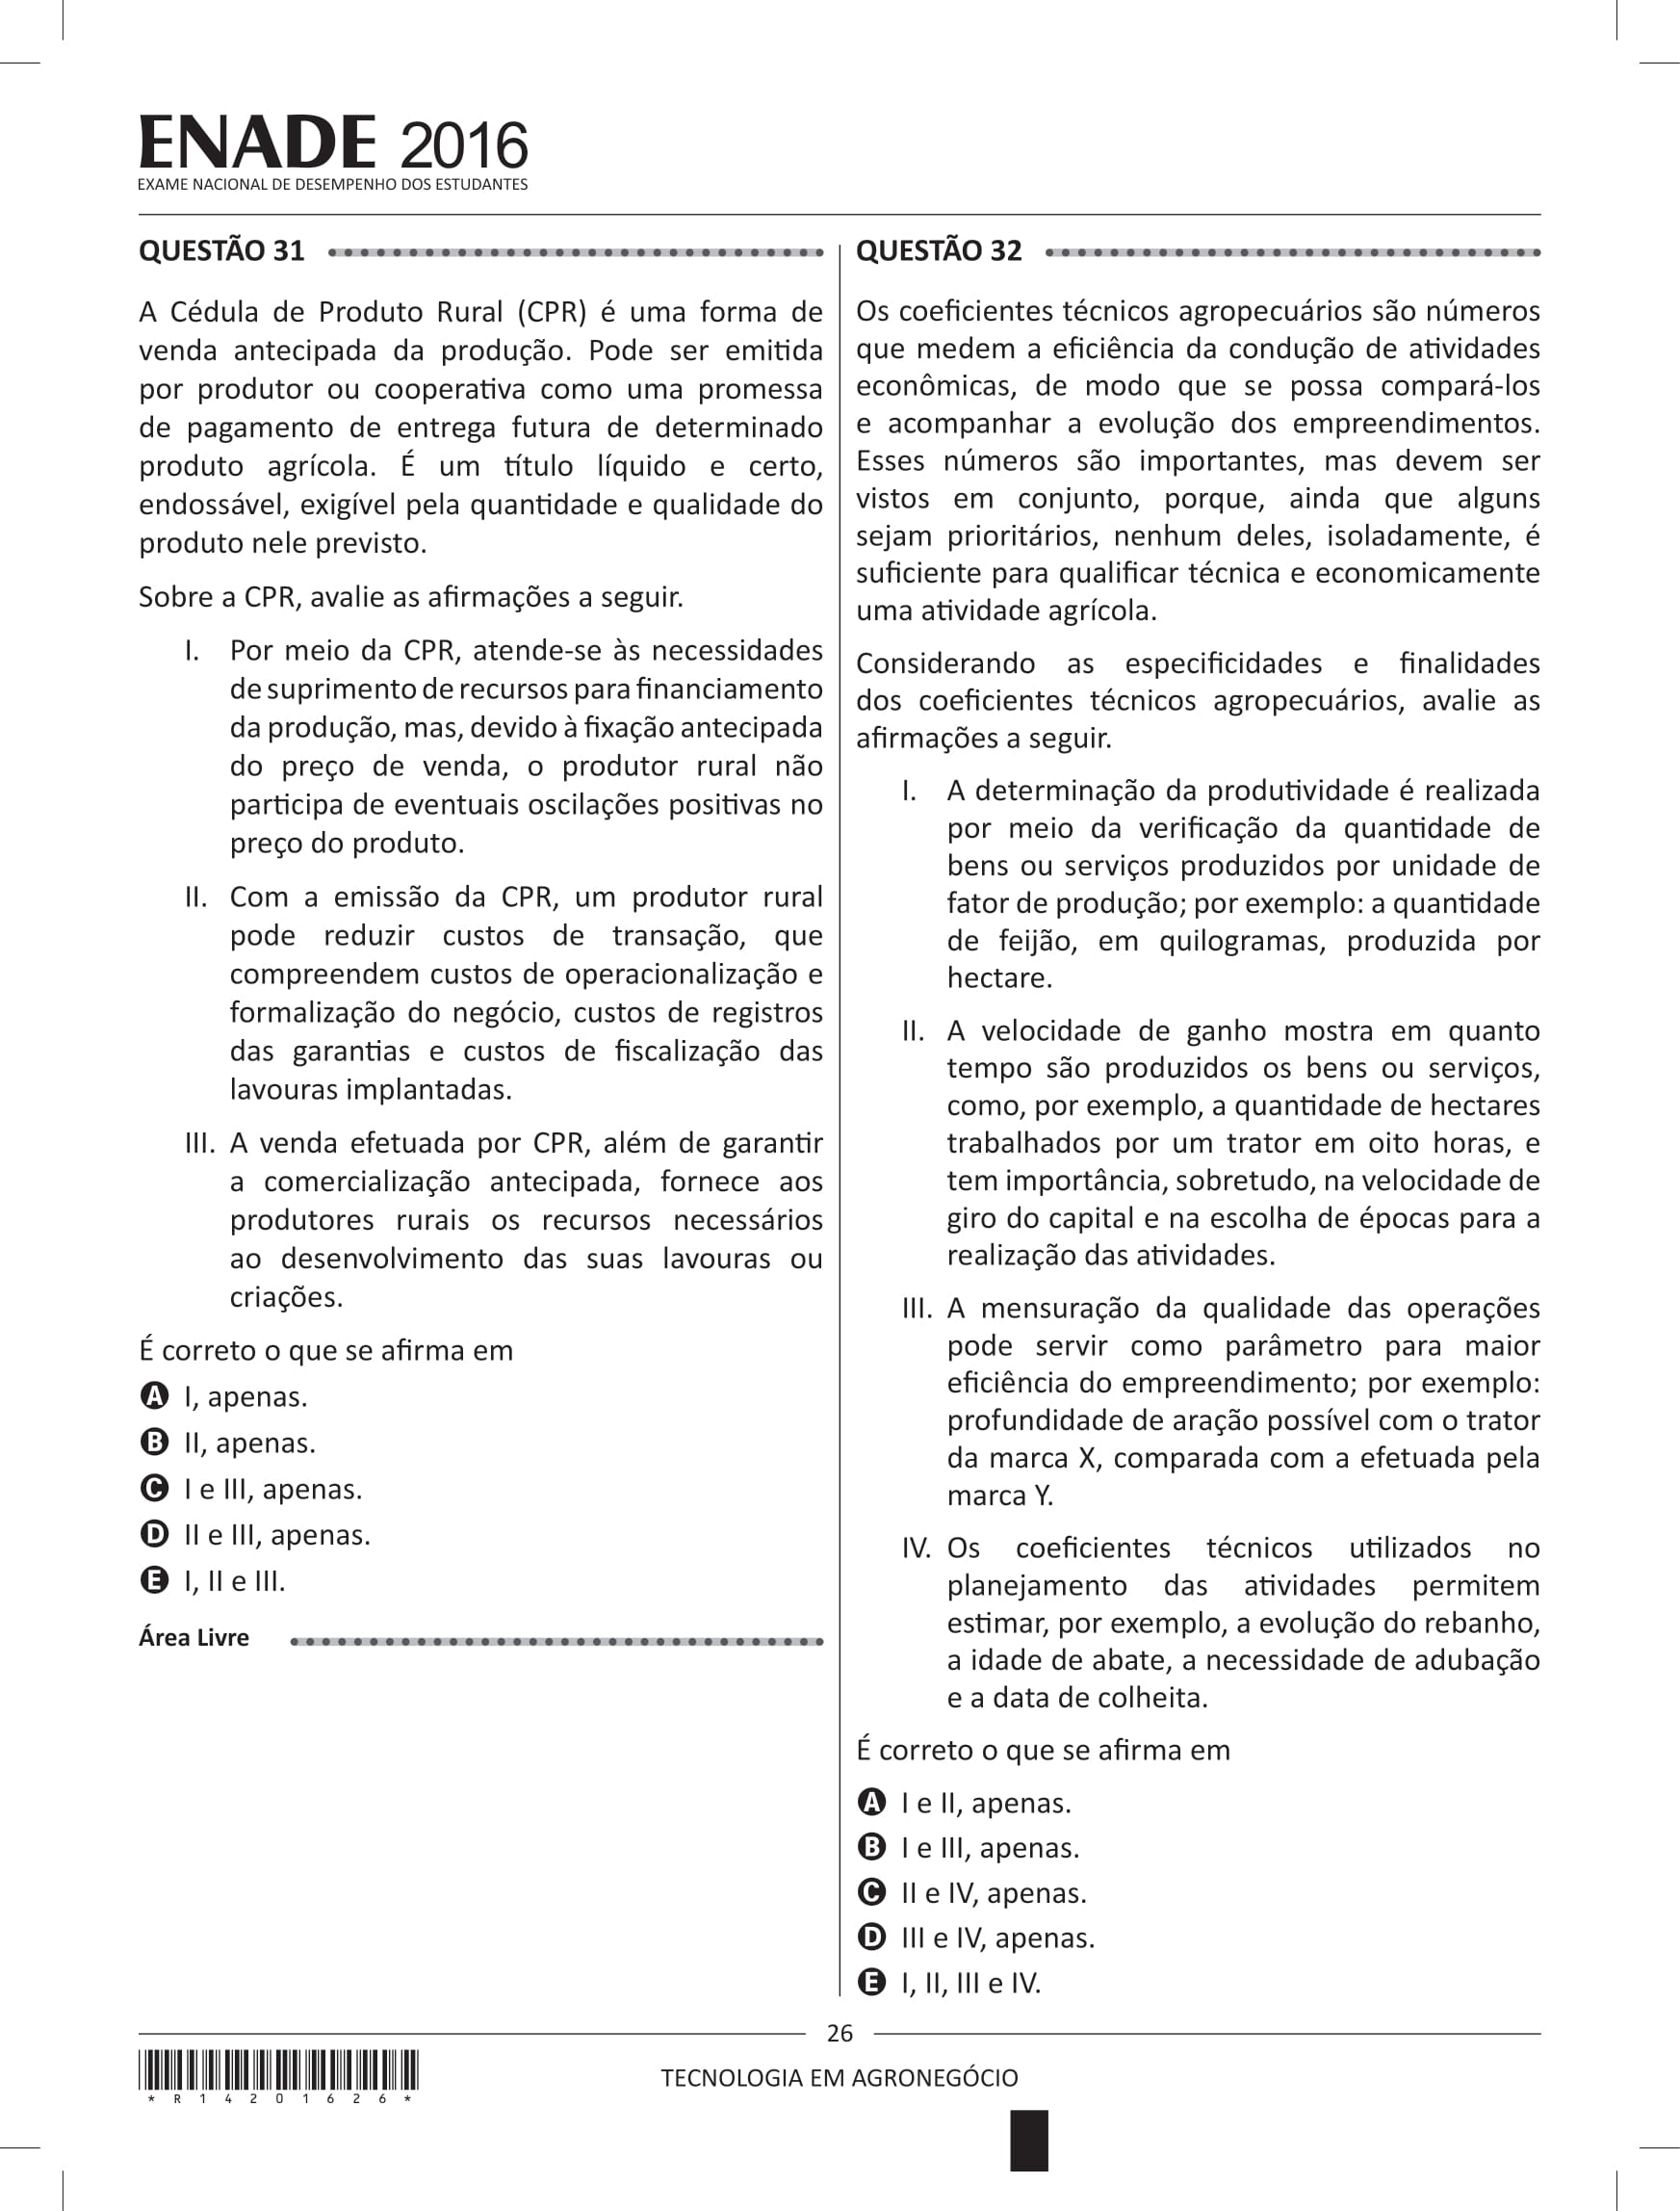 ENADE 2016
EXAME NACIONAL DE DESEMPENHO DOS ESTUDANTES
QUESTÃO 31
A Cédula de Produto Rural (CPR) é uma forma de
venda antecipada da produção. Pode ser emitida
por produtor ou cooperativa como uma promessa
de pagamento de entrega futura de determinado
produto agrícola. É um título líquido e certo,
endossável, exigível pela quantidade e qualidade do
produto nele previsto.
Sobre a CPR, avalie as afirmações a seguir.
I. Por meio da CPR, atende-se às necessidades
de suprimento de recursos para financiamento
da produção, mas, devido à fixação antecipada
do preço de venda, o produtor rural não
participa de eventuais oscilações positivas no
preço do produto.
II. Com a emissão da CPR, um produtor rural
pode reduzir custos de transação, que
compreendem custos de operacionalização e
formalização do negócio, custos de registros
das garantias e custos de fiscalização das
lavouras implantadas.
III. A venda efetuada por CPR, além de garantir
a comercialização antecipada, fornece aos
produtores rurais os recursos necessários
ao desenvolvimento das suas lavouras ou
criações.
É correto o que se afirma em
A I, apenas.
B II, apenas.
C I e III, apenas.
D II e III, apenas.
E I, II e III.
Área Livre
QUESTÃO 32
Os coeficientes técnicos agropecuários são números
que medem a eficiência da condução de atividades
econômicas, de modo que se possa compará-los
e acompanhar a evolução dos empreendimentos.
Esses números são importantes, mas devem ser
vistos em conjunto, porque, ainda que alguns
sejam prioritários, nenhum deles, isoladamente, é
suficiente para qualificar técnica e economicamente
uma atividade agrícola.
Considerando as especificidades e finalidades
dos coeficientes técnicos agropecuários, avalie as
afirmações a seguir.
I. A determinação da produtividade é realizada
por meio da verificação da quantidade de
bens ou serviços produzidos por unidade de
fator de produção; por exemplo: a quantidade
de feijão, em quilogramas, produzida por
hectare.
II. A velocidade de ganho mostra em quanto
tempo são produzidos os bens ou serviços,
como, por exemplo, a quantidade de hectares
trabalhados por um trator em oito horas, e
tem importância, sobretudo, na velocidade de
giro do capital e na escolha de épocas para a
realização das atividades.
III. A mensuração da qualidade das operações
pode servir como parâmetro para maior
eficiência do empreendimento; por exemplo:
profundidade de aração possível com o trator
da marca X, comparada com a efetuada pela
marca Y.
IV. Os coeficientes técnicos utilizados no
planejamento das atividades permitem
estimar, por exemplo, a evolução do rebanho,
a idade de abate, a necessidade de adubação
e a data de colheita.
É correto o que se afirma em
A I e II, apenas.
B I e III, apenas.
C II e IV, apenas.
D III e IV, apenas.
E I, II, III e IV.
26
*R14201626*
TECNOLOGIA EM AGRONEGÓCIO